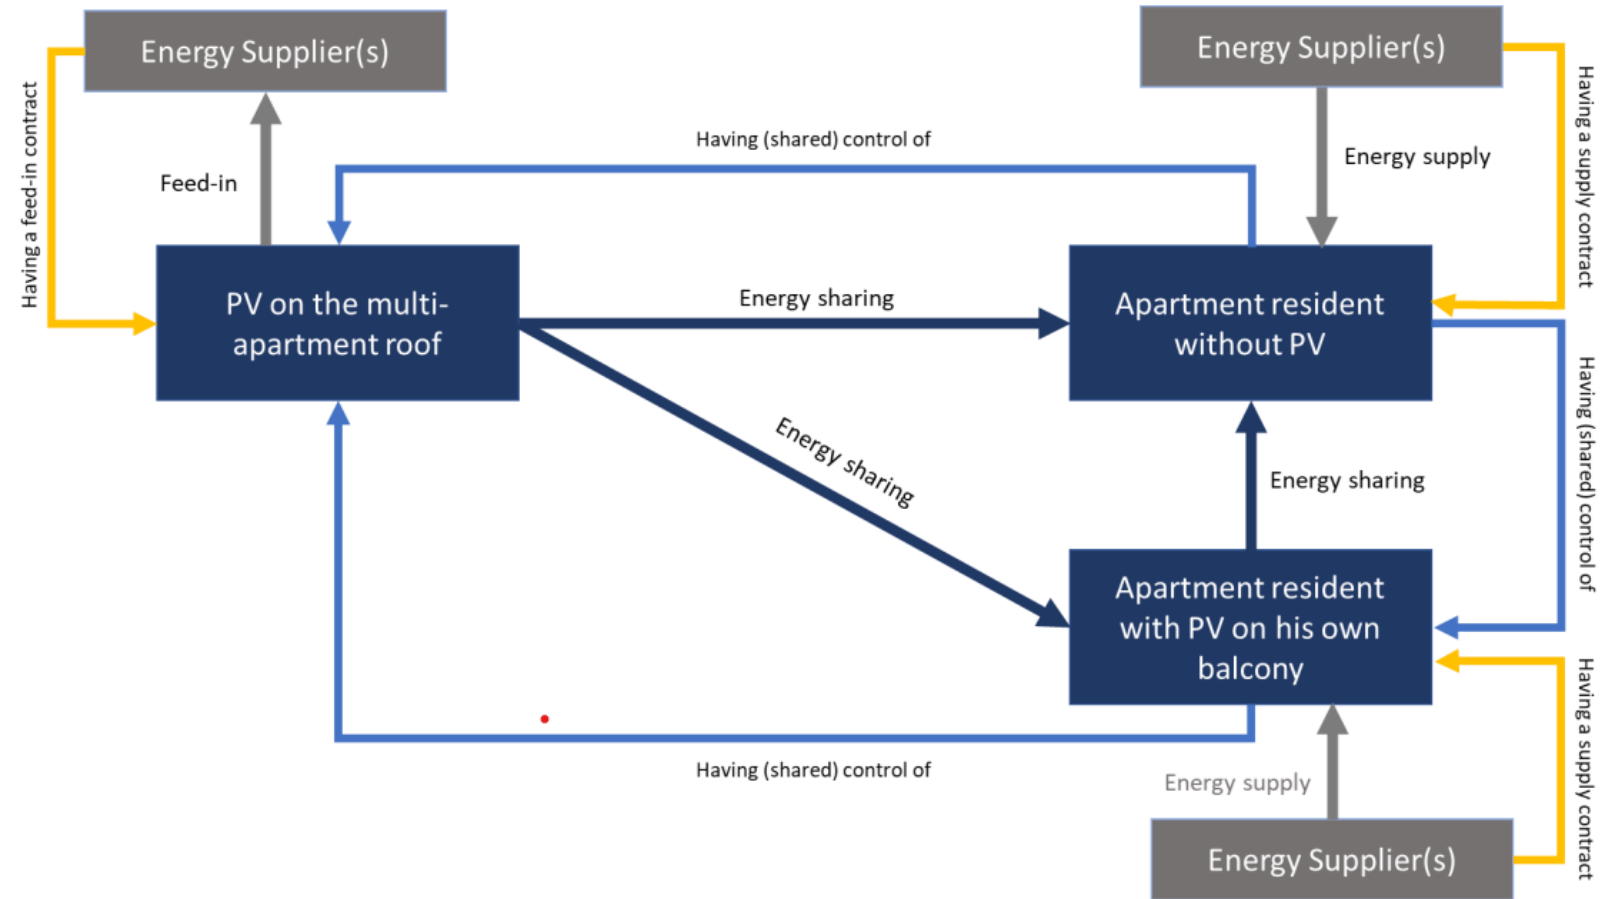 Energy Supplier(s)
Energy Supplier(s)
Having a feed-in contract
Feed-in
Having (shared) control of
Energy supply
Having a supply contract
PV on the multi-
apartment roof
Energy sharing
Apartment resident
without PV
Energy sharing
Energy sharing
Having (shared) control of
Apartment resident
with PV on his own
balcony
Having (shared) control of
Energy supply
Having a supply contract
Energy Supplier(s)